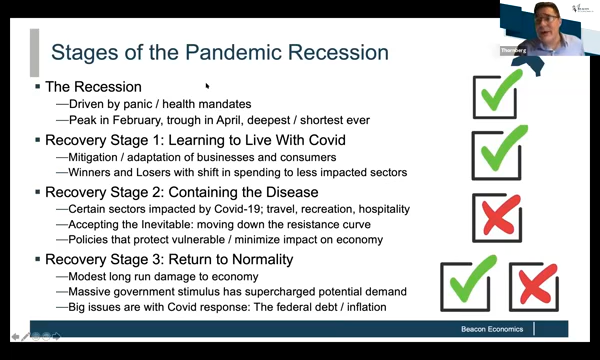 Stages of the Pandemic Recession
Thornberg
▪ The Recession
—Driven by panic / health mandates
—Peak in February, trough in April, deepest / shortest ever
▪ Recovery Stage 1: Learning to Live With Covid
—Mitigation / adaptation of businesses and consumers
—Winners and Losers with shift in spending to less impacted sectors
▪ Recovery Stage 2: Containing the Disease
—Certain sectors impacted by Covid-19; travel, recreation, hospitality
—Accepting the Inevitable: moving down the resistance curve
—Policies that protect vulnerable / minimize impact on economy
▪ Recovery Stage 3: Return to Normality
—Modest long run damage to economy
—Massive government stimulus has supercharged potential demand
—Big issues are with Covid response: The federal debt / inflation
Beacon Economics